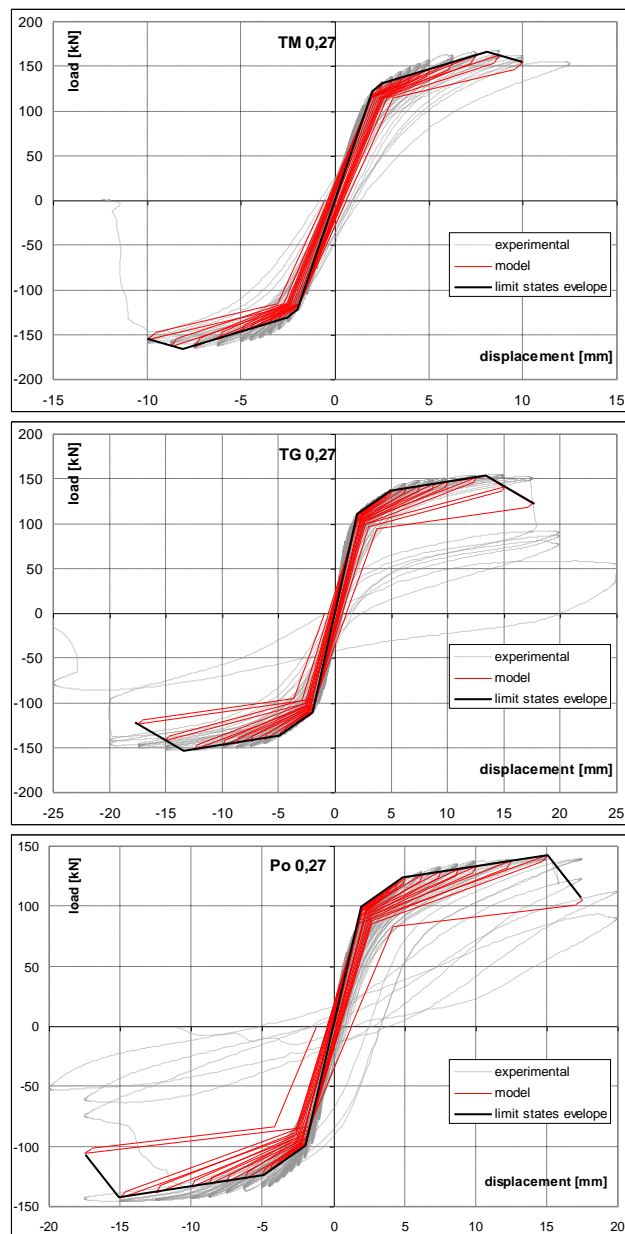 load [kN]
TM 0,27
200
150
100
50
0
-50
-100
-150
-200
experimental
model
limit states evelope
displacement [mm]
-15 -10 -5 0 5 10 15
load [kN]
TG 0,27
200
150
100
50
0
-50
-100
-150
-200
experimental
model
limit states evelope
displacement [mm]
-25 -20 -15 -10 -5 0 5 10 15 20 25
load [kN]
Po 0,27
150
100
50
0
-50
-100
-150
experimental
model
limit states evelope
displacement [mm]
-20 -15 -10 -5 0 5 10 15 20